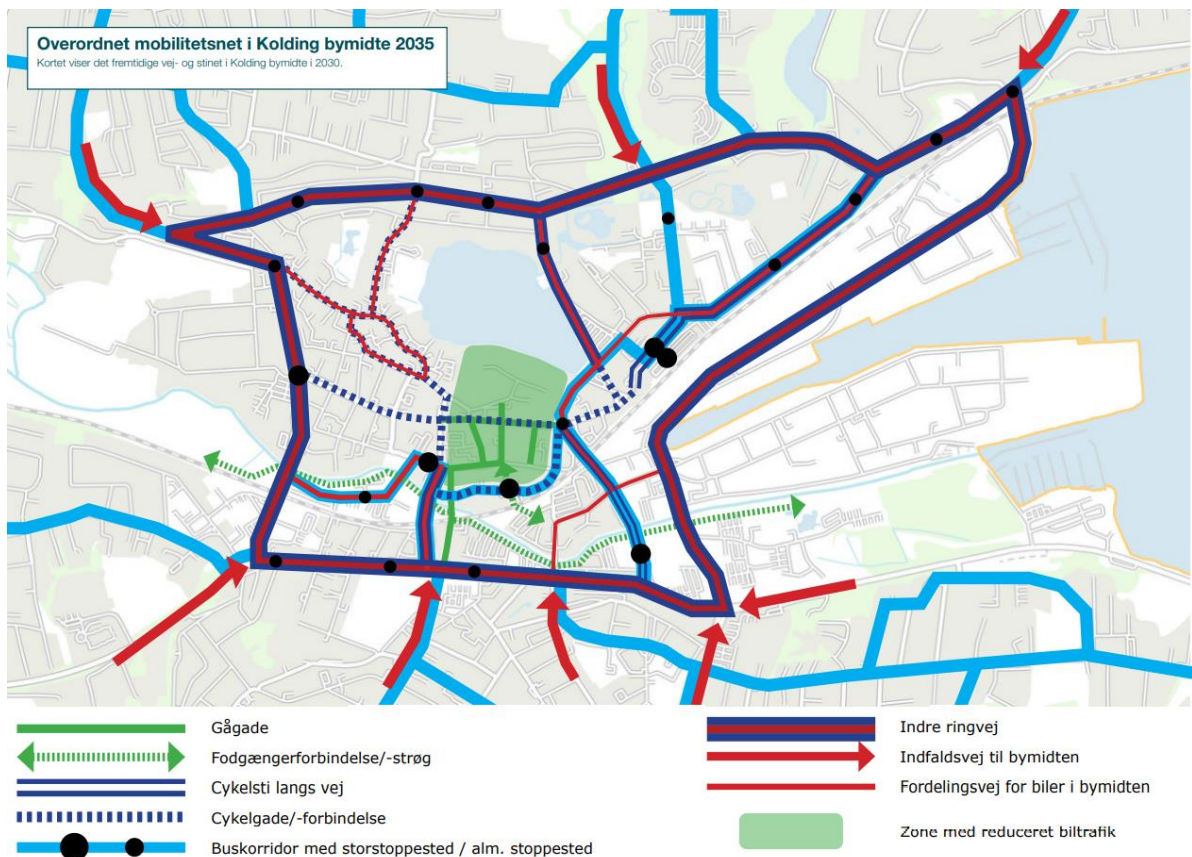 Overordnet mobilitetsnet i Kolding bymidte 2035
Kortet viser det fremtidige vej- og stinet i Kolding bymidte i 2030.
Gågade
Fodgængerforbindelse/-strøg
Cykelsti langs vej
Cykelgade/-forbindelse
Buskorridor med storstoppested / alm. stoppested
Indre ringvej
Indfaldsvej til bymidten
Fordelingsvej for biler i bymidten
Zone med reduceret biltrafik